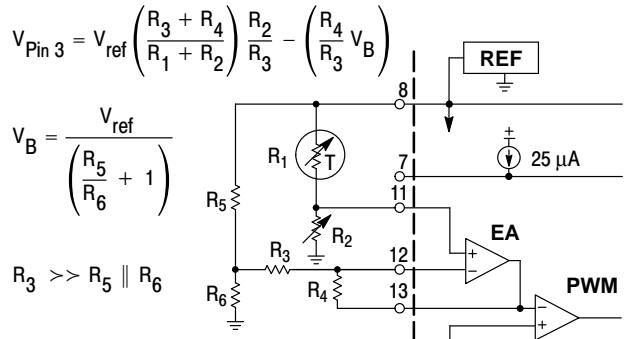 V_Pin 3 = V_ref ( (R_3 + R_4) / (R_1 + R_2) ) R_2 / R_3 − ( R_4 / R_3 V_B )
V_B = V_ref / ( R_5 / R_6 + 1 )
R_3 >> R_5 ∥ R_6
REF
8
R_1
T
+
25 μA
7
11
R_5
R_2
EA
R_3
12
+
−
R_6
R_4
13
PWM
−
+